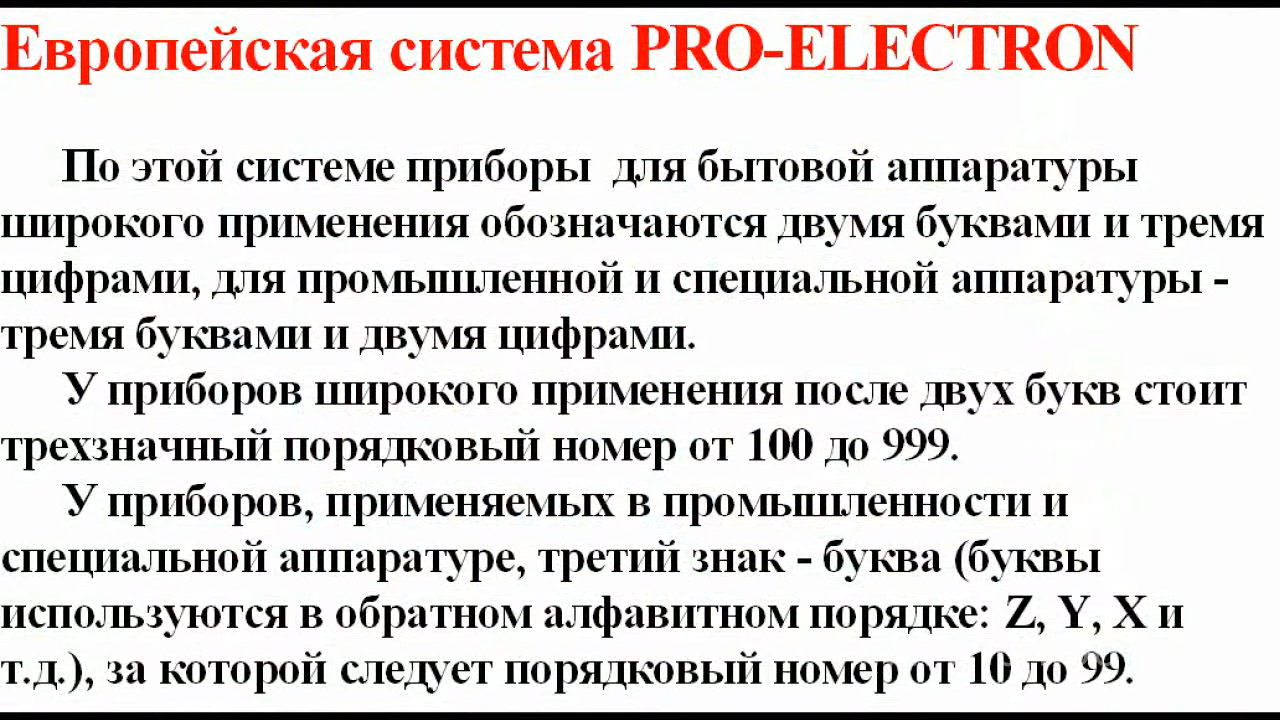 Европейская система PRO-ELECTRON
По этой системе приборы для бытовой аппаратуры
широкого применения обозначаются двумя буквами и тремя
цифрами, для промышленной и специальной аппаратуры -
тремя буквами и двумя цифрами.
У приборов широкого применения после двух букв стоит
трехзначный порядковый номер от 100 до 999.
У приборов, применяемых в промышленности и
специальной аппаратуре, третий знак - буква (буквы
используются в обратном алфавитном порядке: Z, Y, X и
т.д.), за которой следует порядковый номер от 10 до 99.